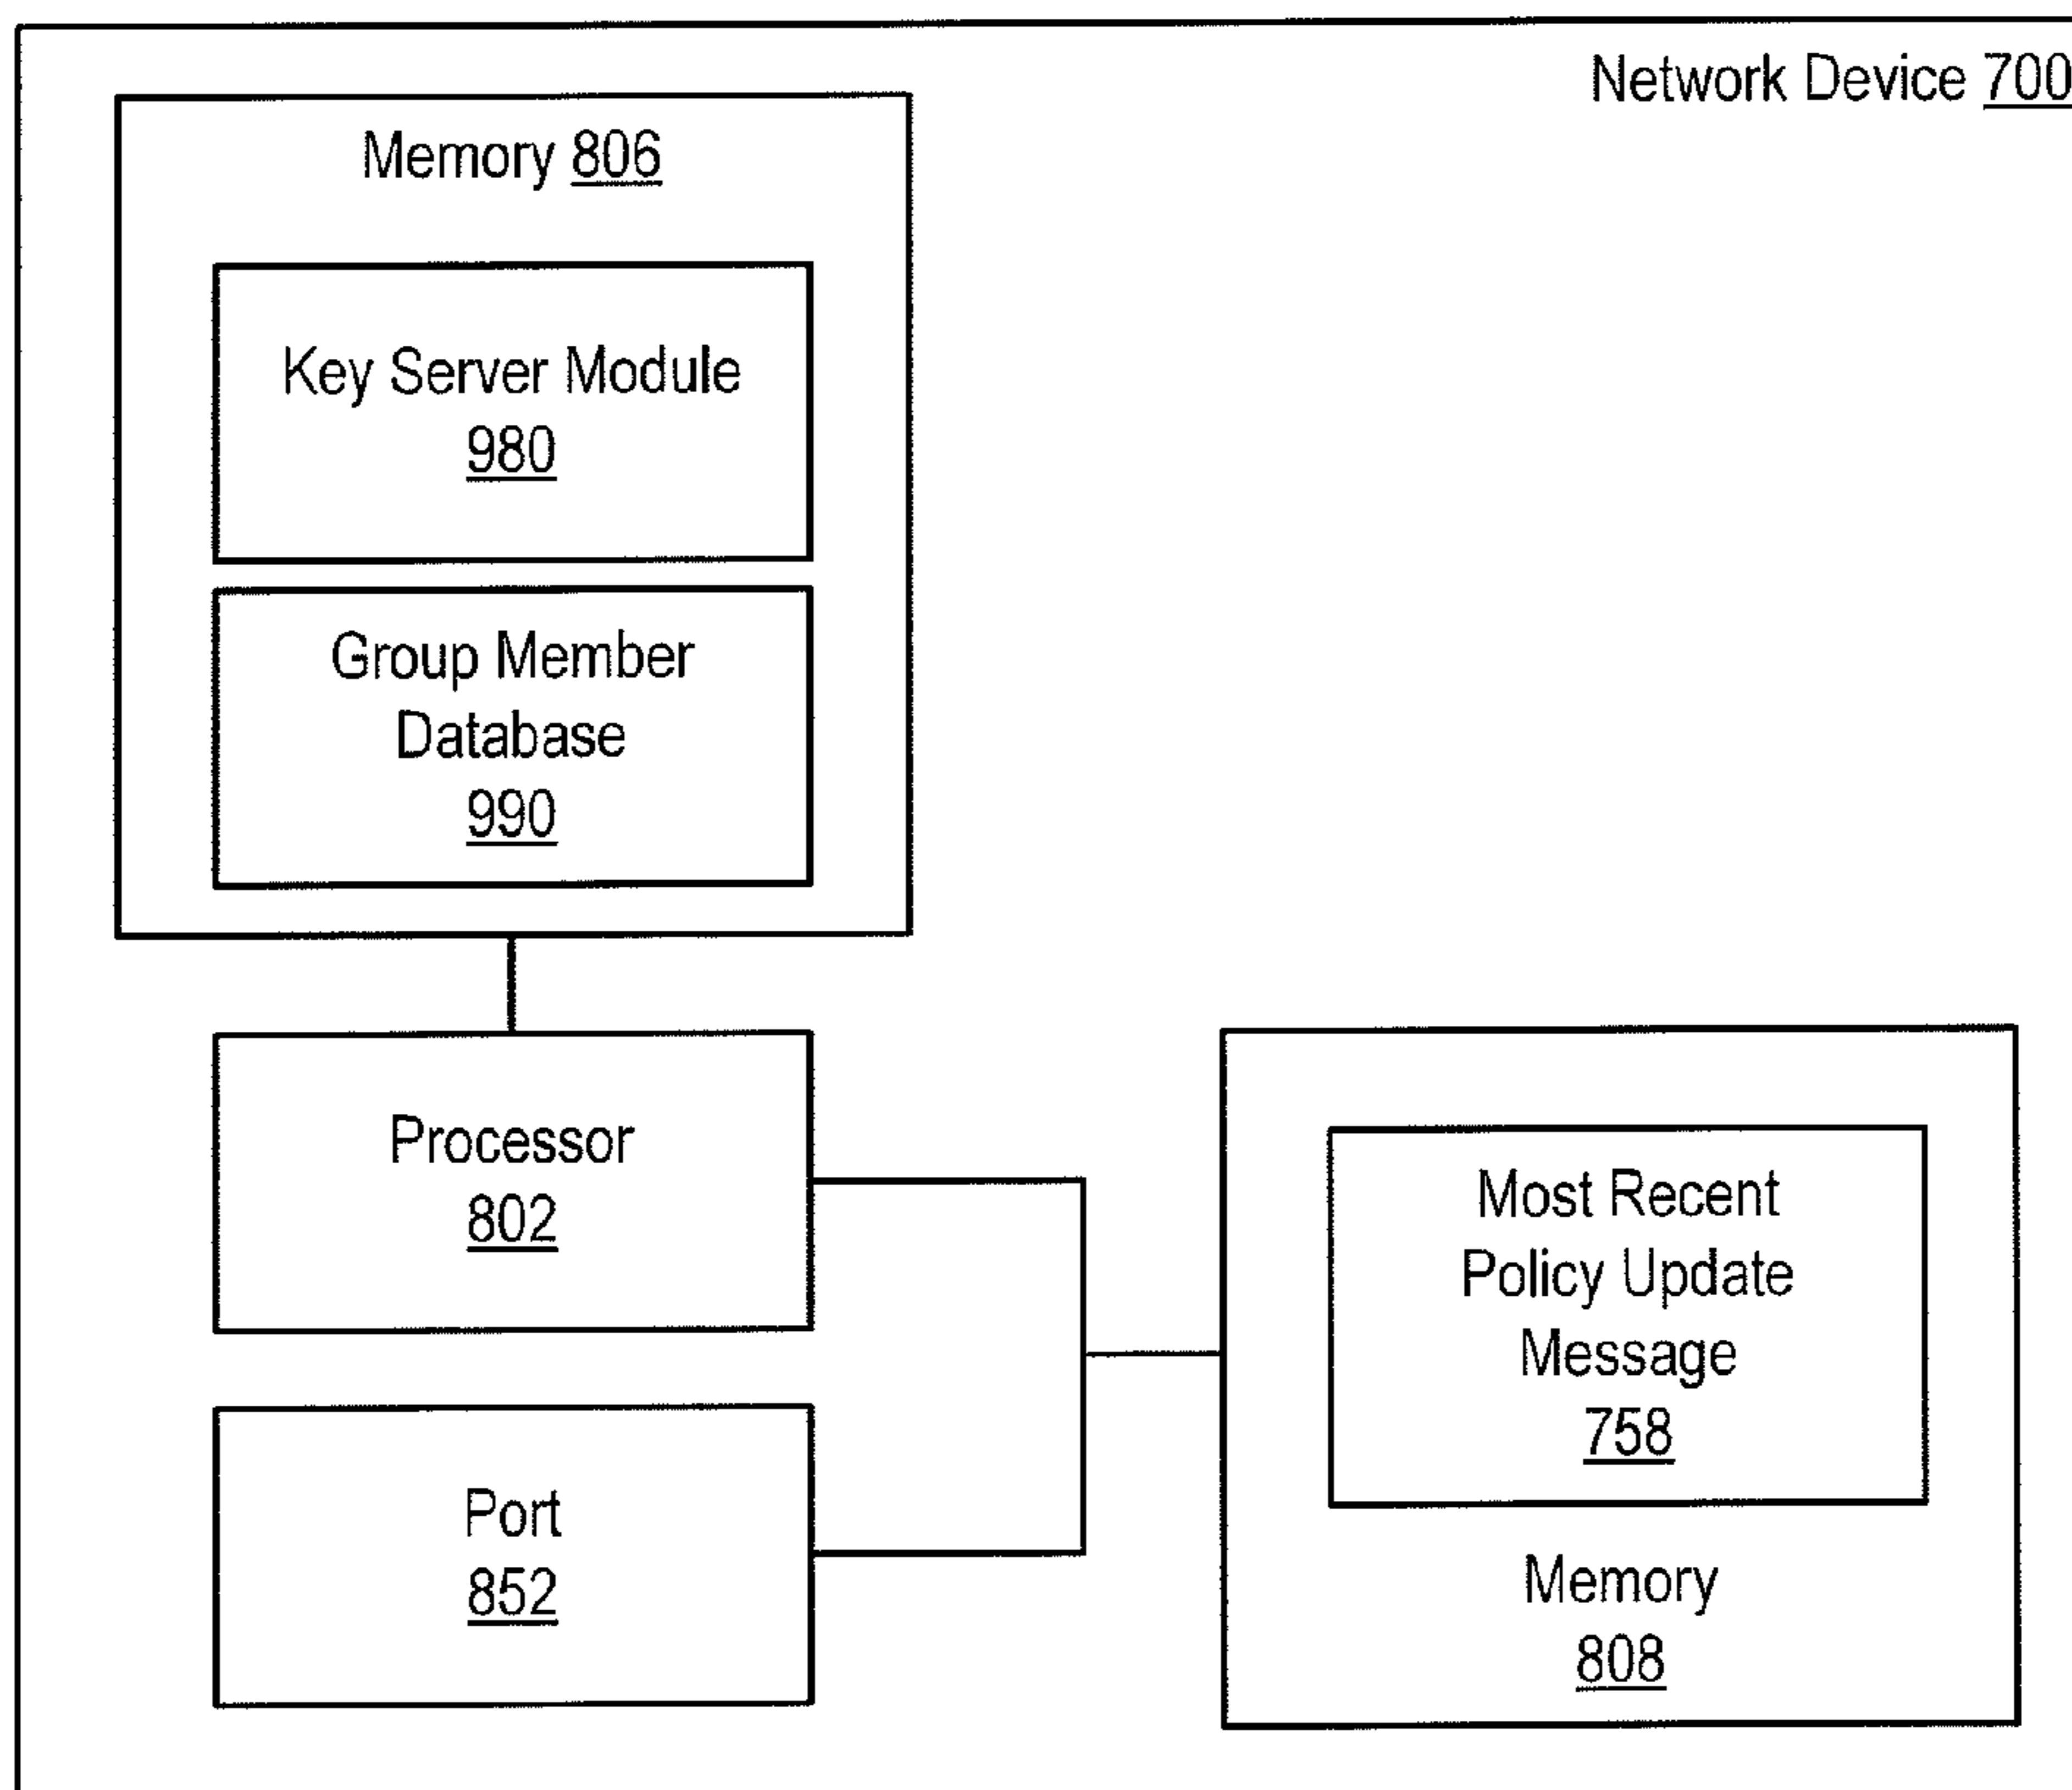 Network Device 700
Memory 806
Key Server Module
980
Group Member
Database
990
Processor
802
Port
852
Most Recent
Policy Update
Message
758
Memory
808